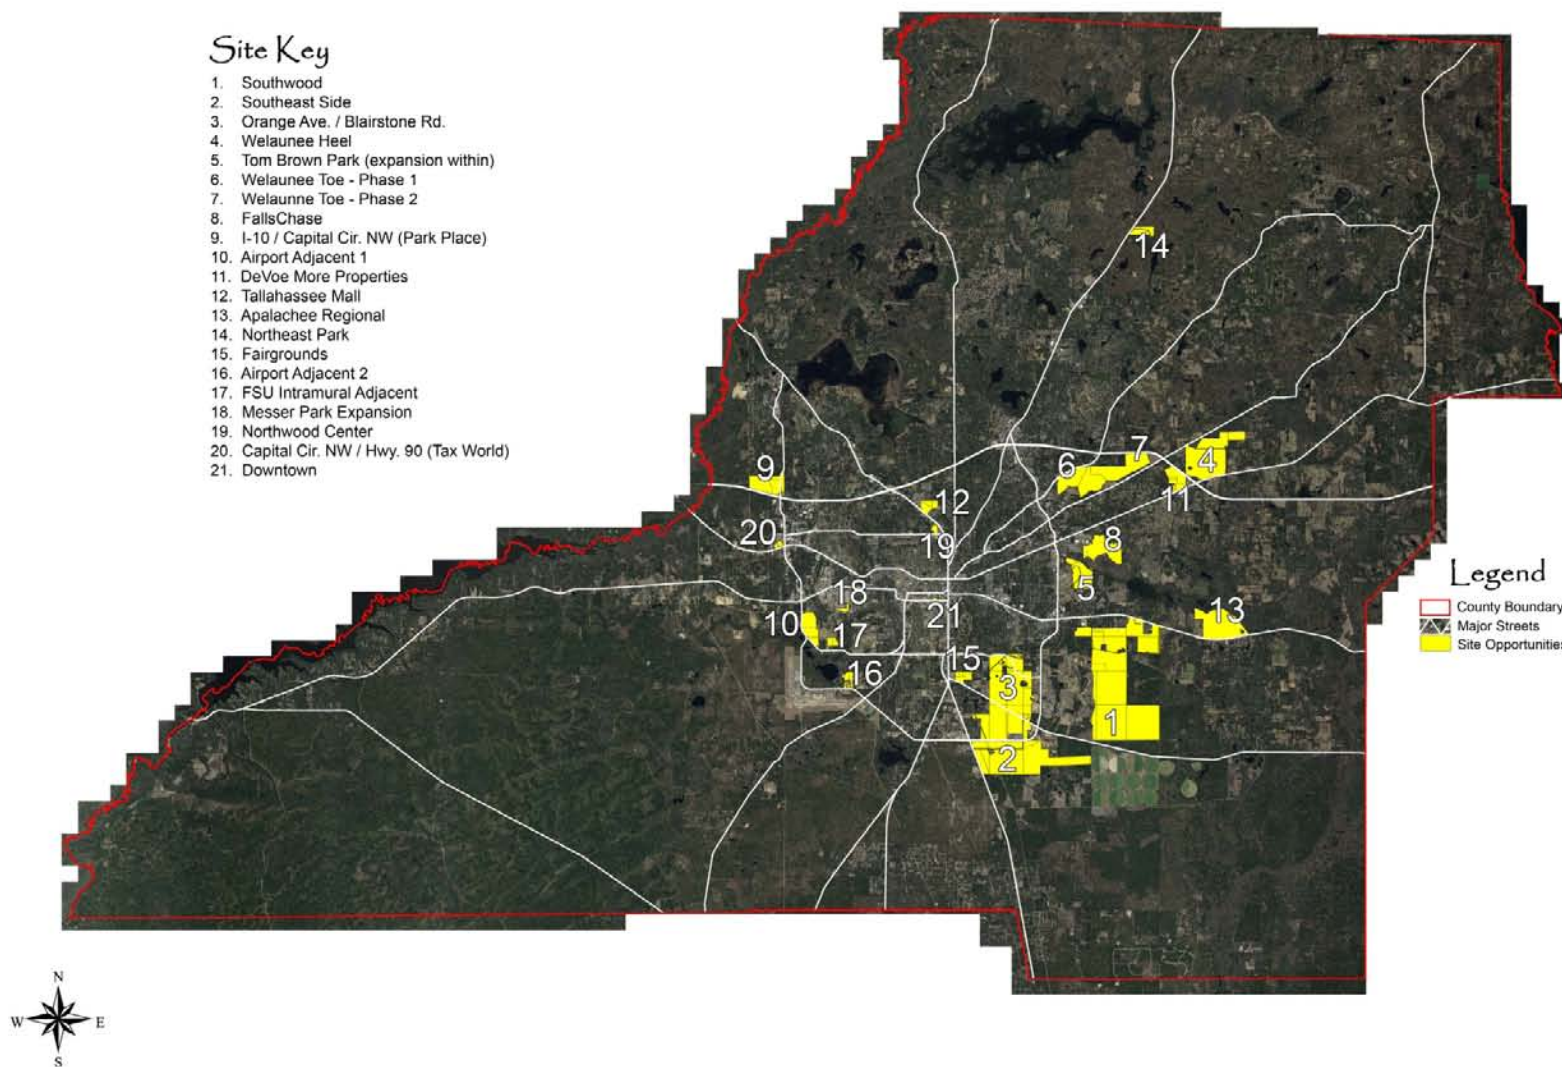 Site Key
1. Southwood
2. Southeast Side
3. Orange Ave. / Blairstone Rd.
4. Welaunee Heel
5. Tom Brown Park (expansion within)
6. Welaunee Toe - Phase 1
7. Welaunne Toe - Phase 2
8. FallsChase
9. I-10 / Capital Cir. NW (Park Place)
10. Airport Adjacent 1
11. DeVoe More Properties
12. Tallahassee Mall
13. Apalachee Regional
14. Northeast Park
15. Fairgrounds
16. Airport Adjacent 2
17. FSU Intramural Adjacent
18. Messer Park Expansion
19. Northwood Center
20. Capital Cir. NW / Hwy. 90 (Tax World)
21. Downtown
14
7
4
6
9
11
12
20
19
8
5
18
21
10
17
13
15
16
3
1
2
Legend
County Boundary
Major Streets
Site Opportunities
N
W E
S